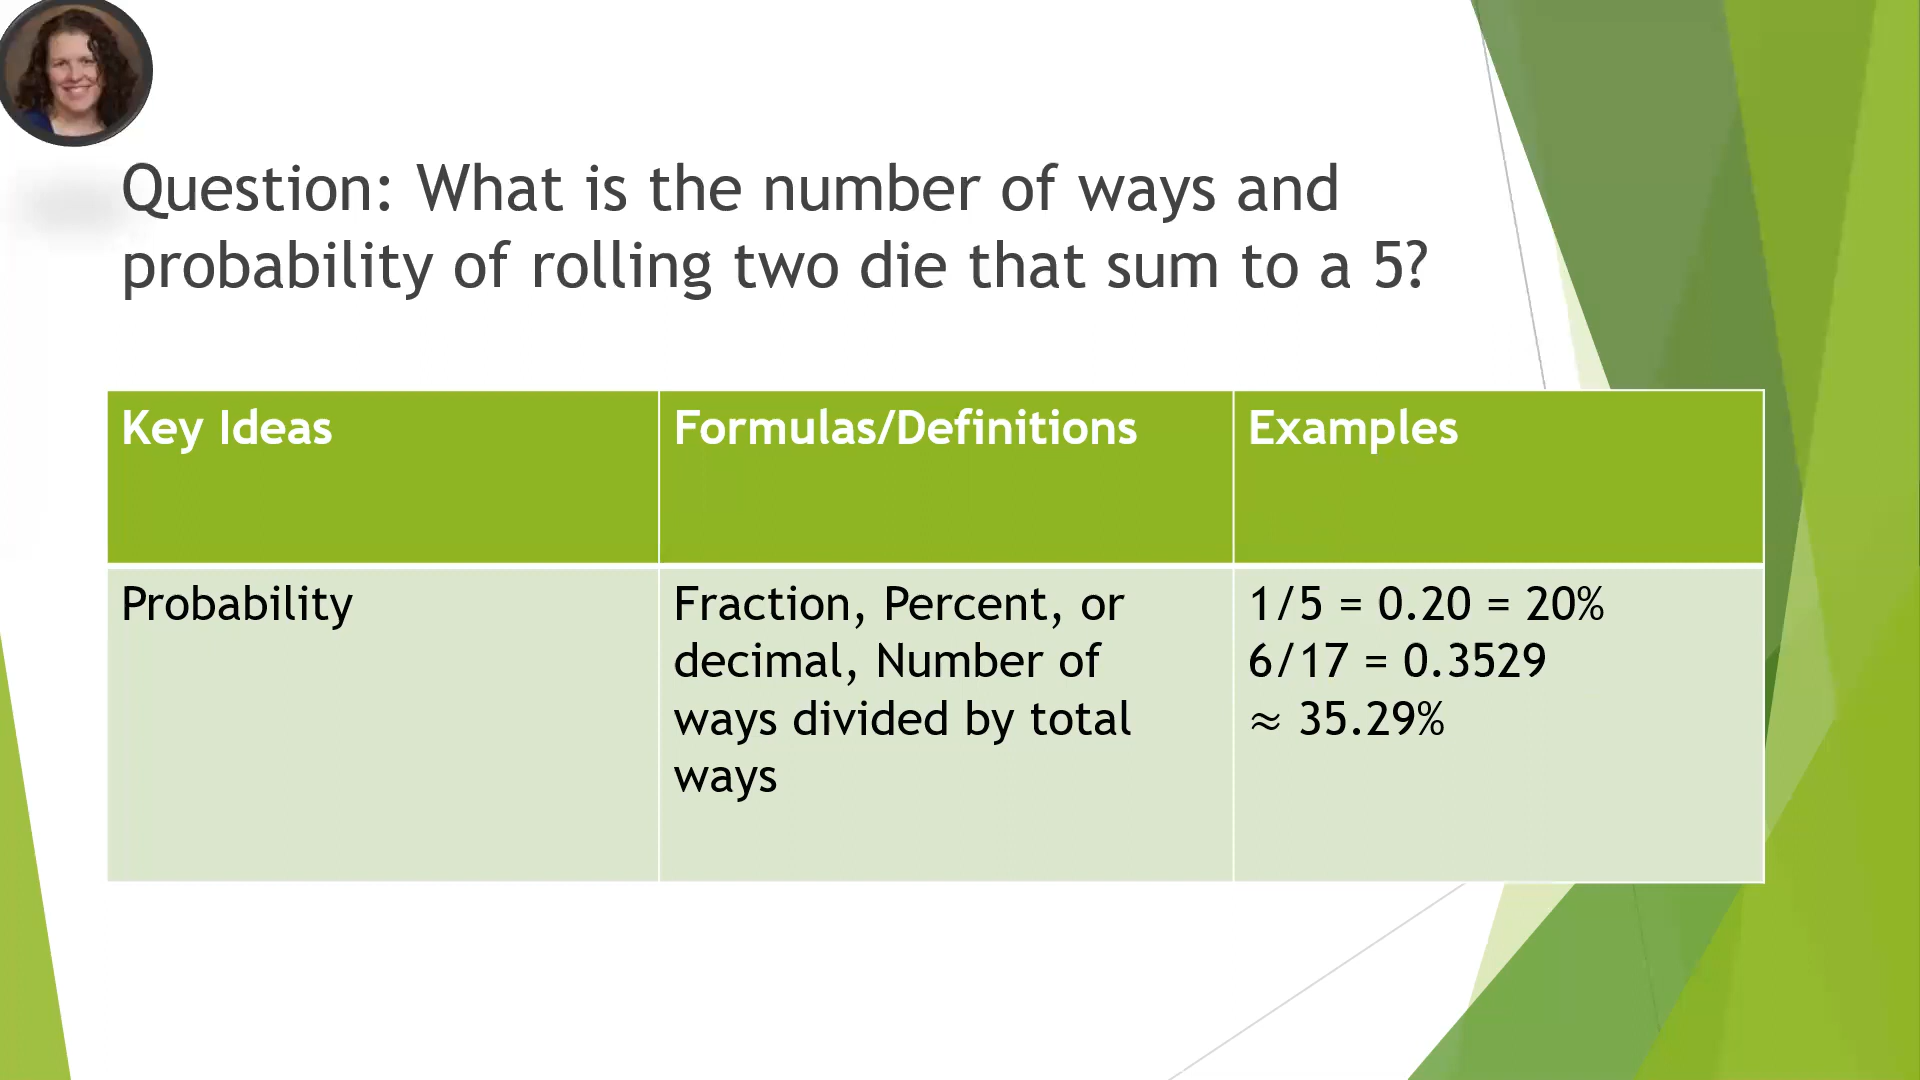 Question: What is the number of ways and
probability of rolling two die that sum to a 5?
Key Ideas
Formulas/Definitions
Examples
Probability
Fraction, Percent, or
decimal, Number of
ways divided by total
ways
1/5 = 0.20 = 20%
6/17 = 0.3529
≈ 35.29%